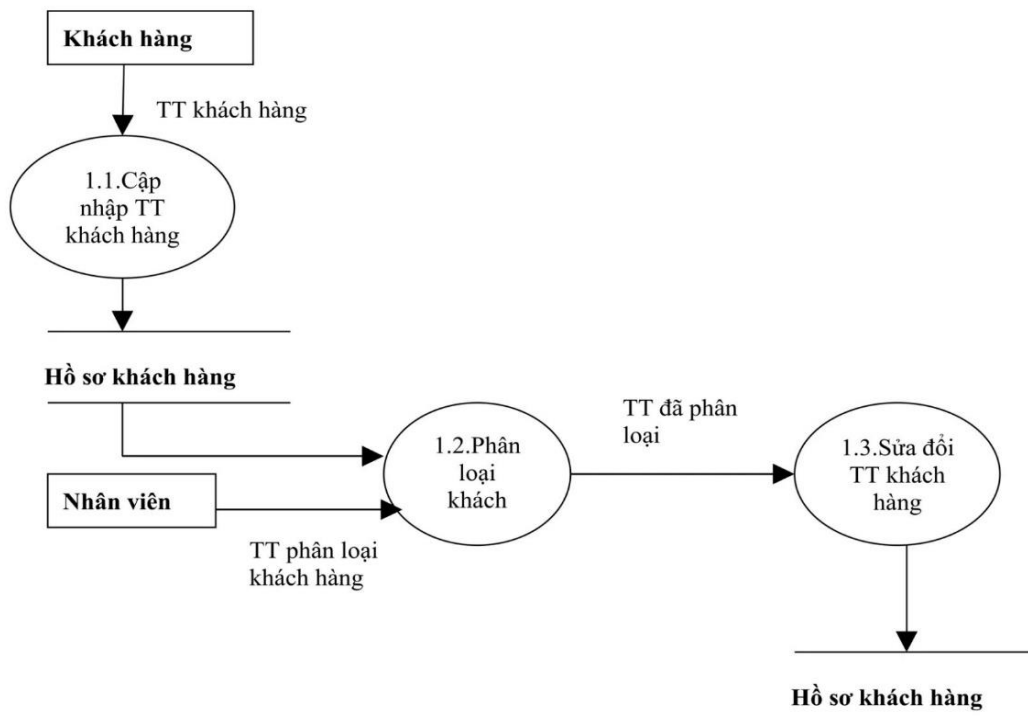 Khách hàng
TT khách hàng
1.1.Cập
nhập TT
khách hàng
Hồ sơ khách hàng
TT đã phân
loại
1.2.Phân
loại
khách
1.3.Sửa đổi
TT khách
hàng
Nhân viên
TT phân loại
khách hàng
Hồ sơ khách hàng